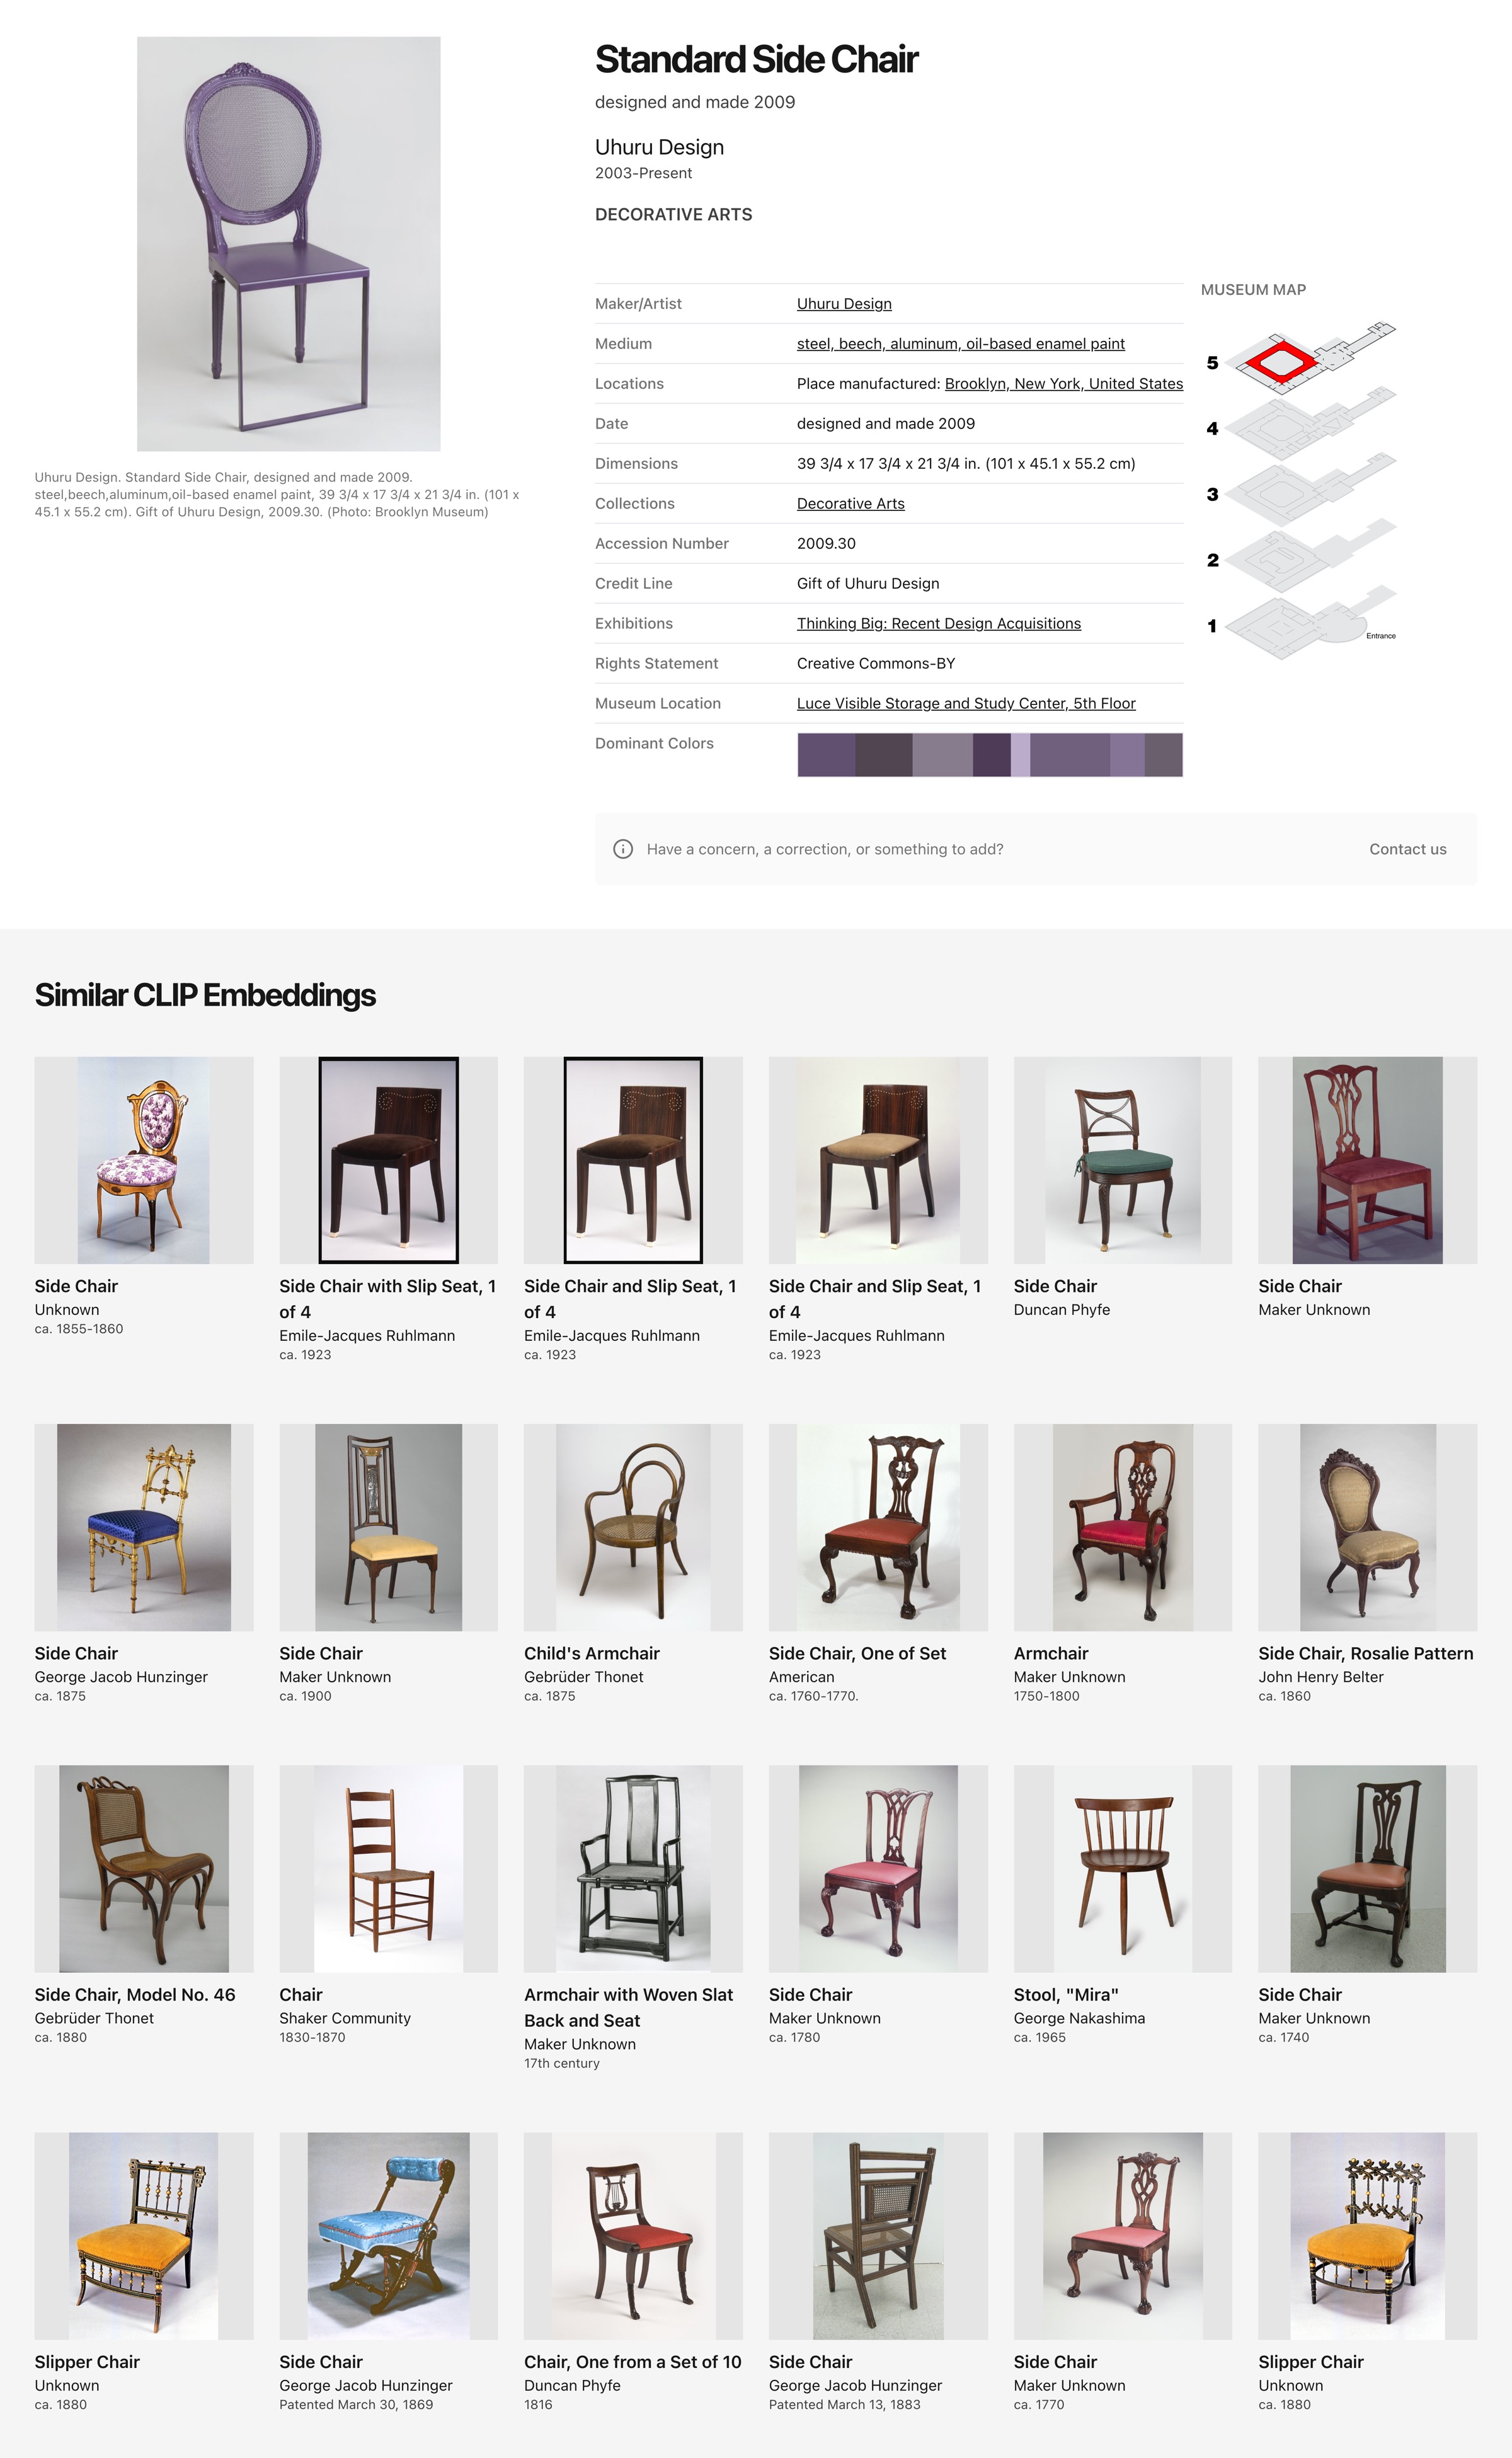 Standard Side Chair
designed and made 2009
Uhuru Design
2003-Present
DECORATIVE ARTS
Uhuru Design. Standard Side Chair, designed and made 2009.
steel,beech,aluminum,oil-based enamel paint, 39 3/4 x 17 3/4 x 21 3/4 in. (101 x
45.1 x 55.2 cm). Gift of Uhuru Design, 2009.30. (Photo: Brooklyn Museum)
Maker/Artist Uhuru Design
Medium steel, beech, aluminum, oil-based enamel paint
Locations Place manufactured: Brooklyn, New York, United States
Date designed and made 2009
Dimensions 39 3/4 x 17 3/4 x 21 3/4 in. (101 x 45.1 x 55.2 cm)
Collections Decorative Arts
Accession Number 2009.30
Credit Line Gift of Uhuru Design
Exhibitions Thinking Big: Recent Design Acquisitions
Rights Statement Creative Commons-BY
Museum Location Luce Visible Storage and Study Center, 5th Floor
Dominant Colors
MUSEUM MAP
5
4
3
2
1
Entrance
Have a concern, a correction, or something to add? Contact us
Similar CLIP Embeddings
Side Chair
Unknown
ca. 1855-1860
Side Chair with Slip Seat, 1
of 4
Emile-Jacques Ruhlmann
ca. 1923
Side Chair and Slip Seat, 1
of 4
Emile-Jacques Ruhlmann
ca. 1923
Side Chair and Slip Seat, 1
of 4
Emile-Jacques Ruhlmann
ca. 1923
Side Chair
Duncan Phyfe
Side Chair
Maker Unknown
Side Chair
George Jacob Hunzinger
ca. 1875
Side Chair
Maker Unknown
ca. 1900
Child's Armchair
Gebrüder Thonet
ca. 1875
Side Chair, One of Set
American
ca. 1760-1770.
Armchair
Maker Unknown
1750-1800
Side Chair, Rosalie Pattern
John Henry Belter
ca. 1860
Side Chair, Model No. 46
Gebrüder Thonet
ca. 1880
Chair
Shaker Community
1830-1870
Armchair with Woven Slat
Back and Seat
Maker Unknown
17th century
Side Chair
Maker Unknown
ca. 1780
Stool, "Mira"
George Nakashima
ca. 1965
Side Chair
Maker Unknown
ca. 1740
Slipper Chair
Unknown
ca. 1880
Side Chair
George Jacob Hunzinger
Patented March 30, 1869
Chair, One from a Set of 10
Duncan Phyfe
1816
Side Chair
George Jacob Hunzinger
Patented March 13, 1883
Side Chair
Maker Unknown
ca. 1770
Slipper Chair
Unknown
ca. 1880